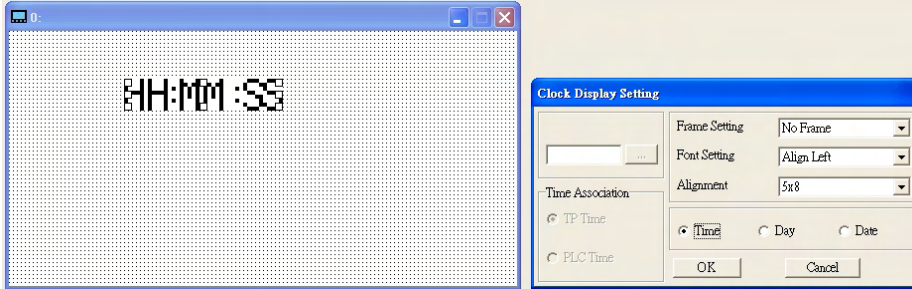 0:
HH:MM:SS
Clock Display Setting
Frame Setting
No Frame
Font Setting
Align Left
...
Alignment
5x8
Time Association
TP Time
PLC Time
Time
Day
Date
OK
Cancel